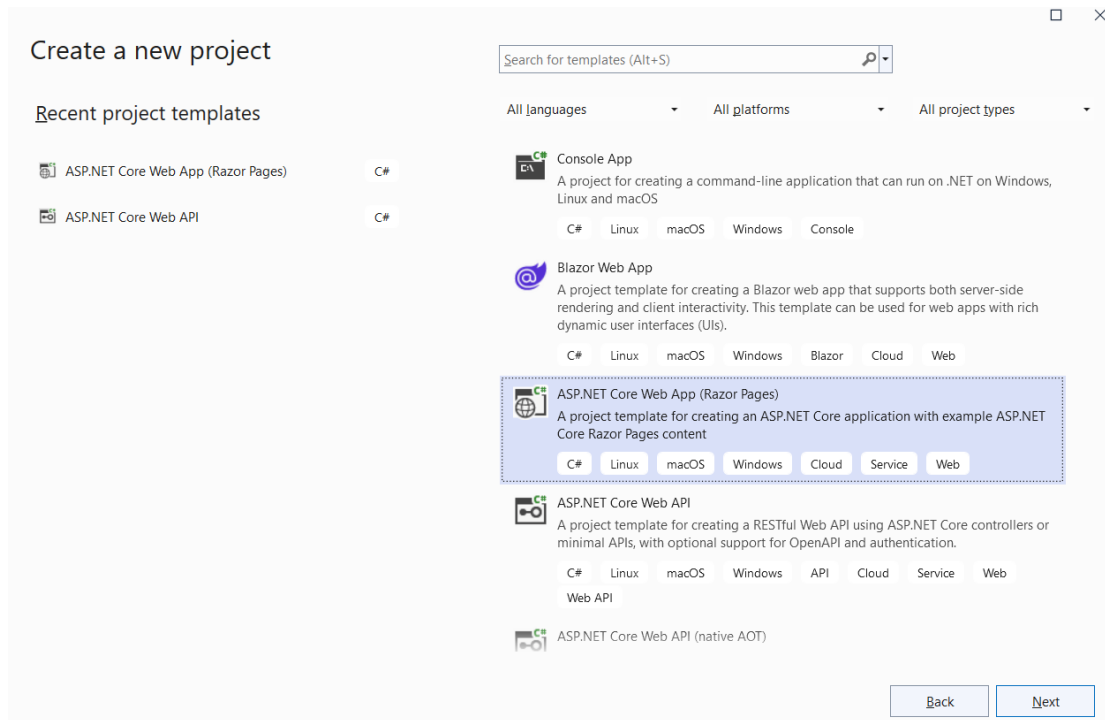 Create a new project
Search for templates (Alt+S)
Recent project templates
All languages
All platforms
All project types
ASP.NET Core Web App (Razor Pages) C#
ASP.NET Core Web API C#
C#
C:\
Console App
A project for creating a command-line application that can run on .NET on Windows,
Linux and macOS
C# Linux macOS Windows Console
@
Blazor Web App
A project template for creating a Blazor web app that supports both server-side
rendering and client interactivity. This template can be used for web apps with rich
dynamic user interfaces (UIs).
C# Linux macOS Windows Blazor Cloud Web
C#
ASP.NET Core Web App (Razor Pages)
A project template for creating an ASP.NET Core application with example ASP.NET
Core Razor Pages content
C# Linux macOS Windows Cloud Service Web
C#
ASP.NET Core Web API
A project template for creating a RESTful Web API using ASP.NET Core controllers or
minimal APIs, with optional support for OpenAPI and authentication.
C# Linux macOS Windows API Cloud Service Web
Web API
C#
ASP.NET Core Web API (native AOT)
Back
Next